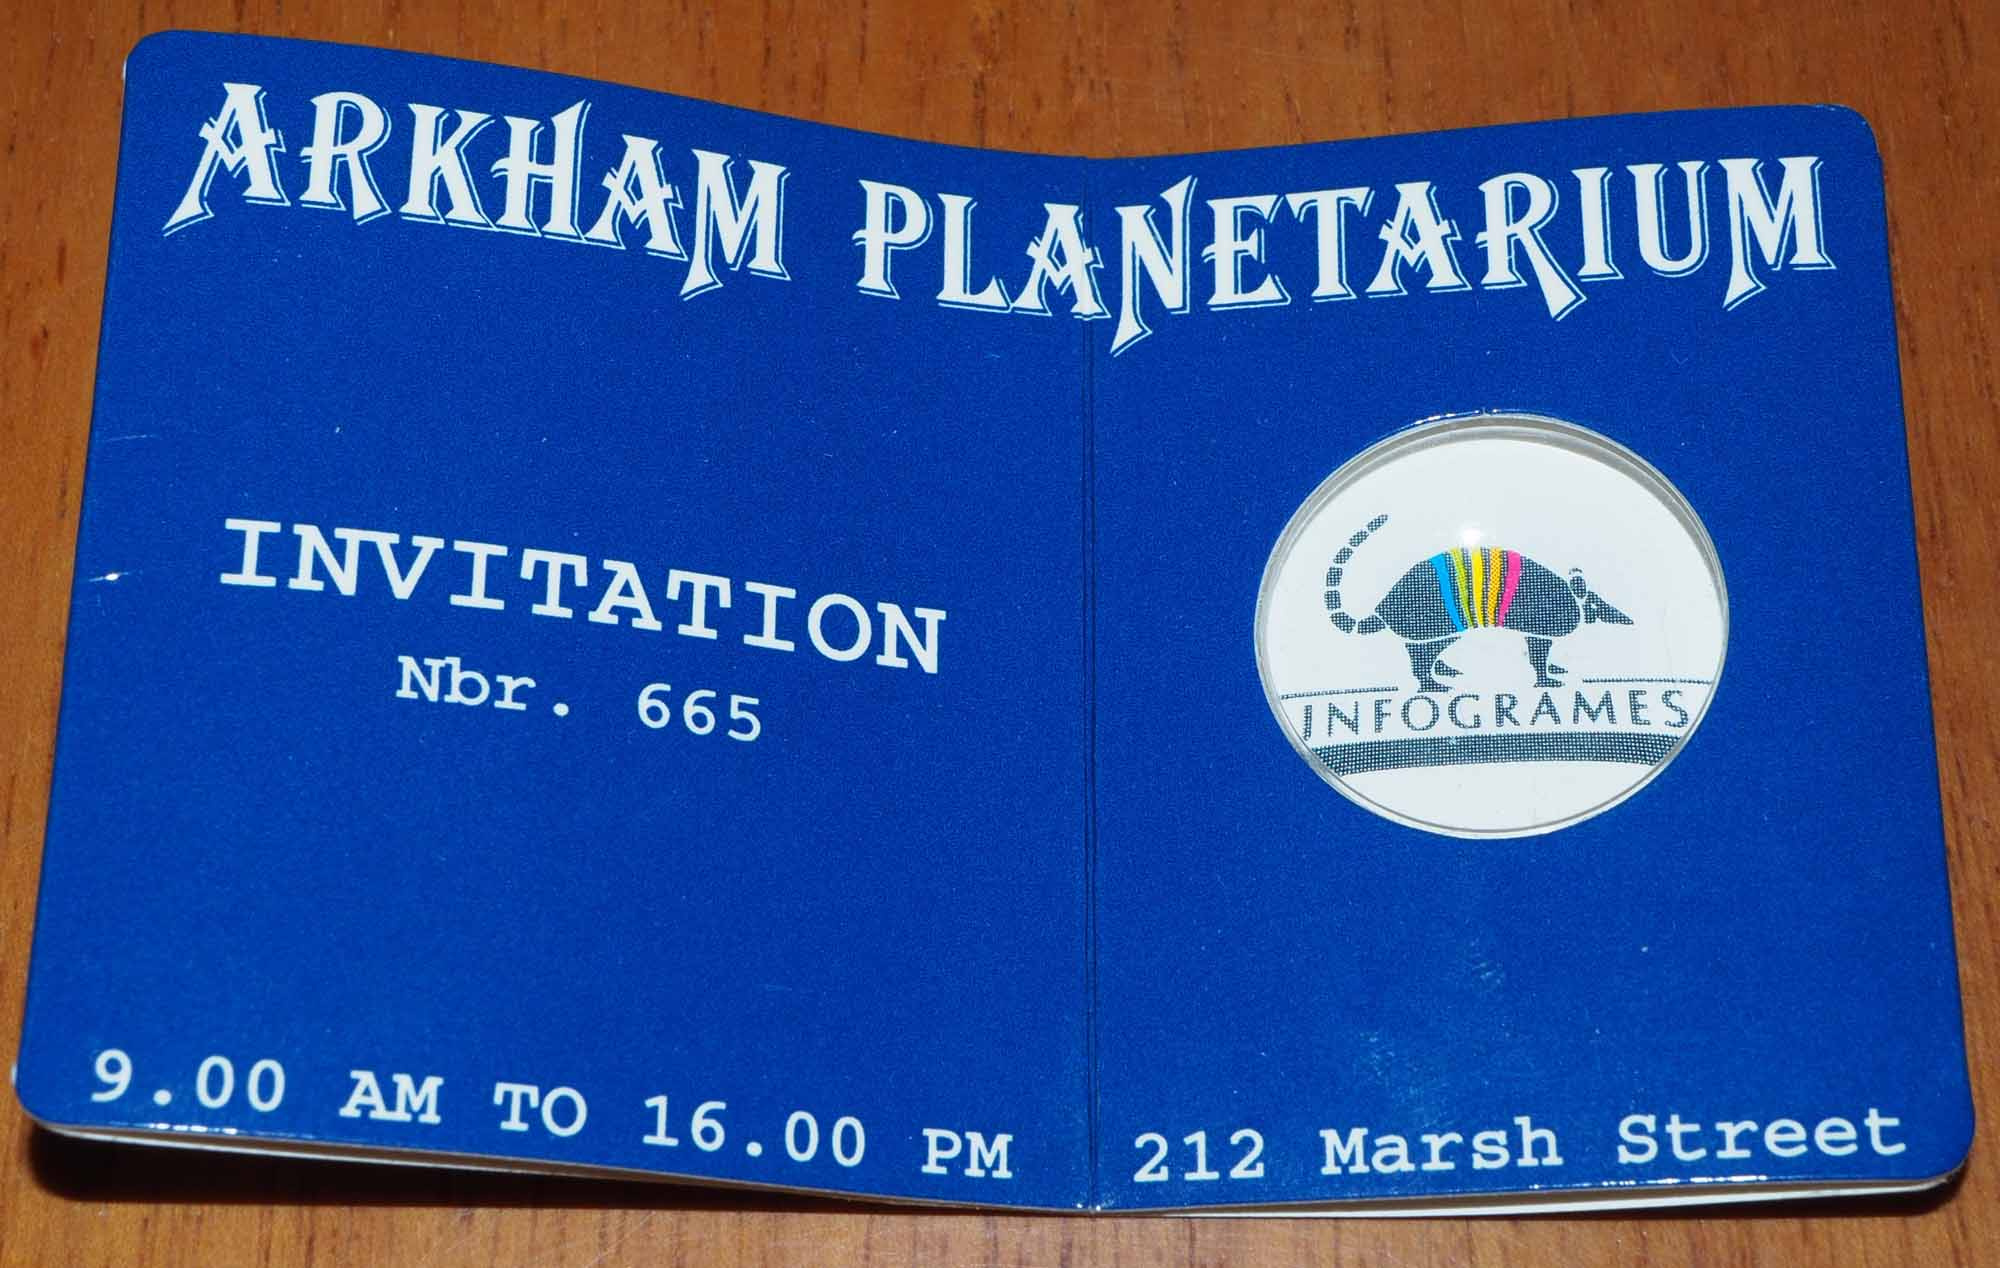 ARKHAM PLANETARIUM
INVITATION
Nbr. 665
INFOGRAMES
9.00 AM TO 16.00 PM
212 Marsh Street